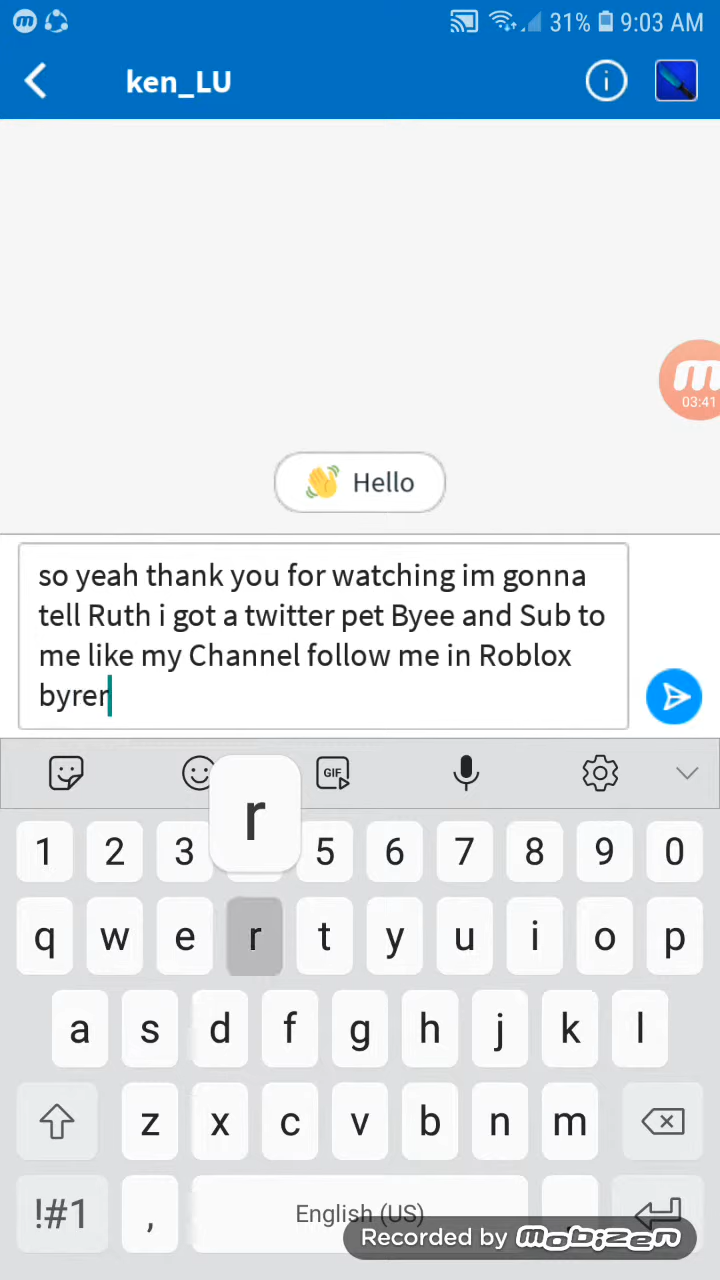 31% 9:03 AM
ken_LU
03:41
👋 Hello
so yeah thank you for watching im gonna
tell Ruth i got a twitter pet Byee and Sub to
me like my Channel follow me in Roblox
byrer
GIF
r
1 2 3 5 6 7 8 9 0
q w e r t y u i o p
a s d f g h j k l
z x c v b n m
!#1 , English (US)
Recorded by mobizen